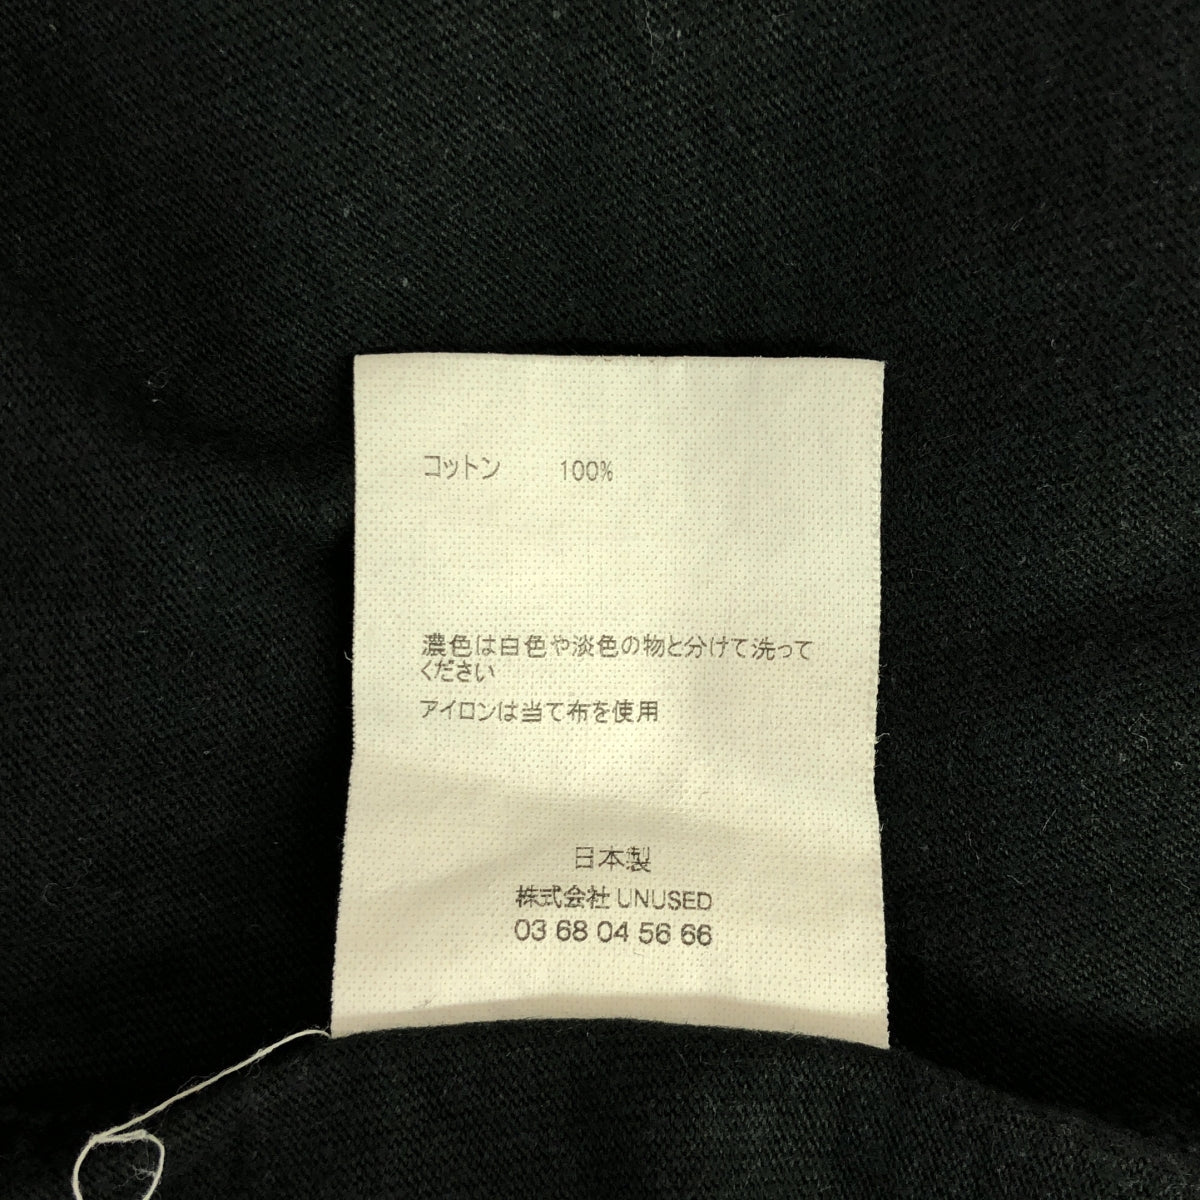 コットン 100%
濃色は白色や淡色の物と分けて洗って
ください
アイロンは当て布を使用
日本製
株式会社 UNUSED
03 68 04 56 66